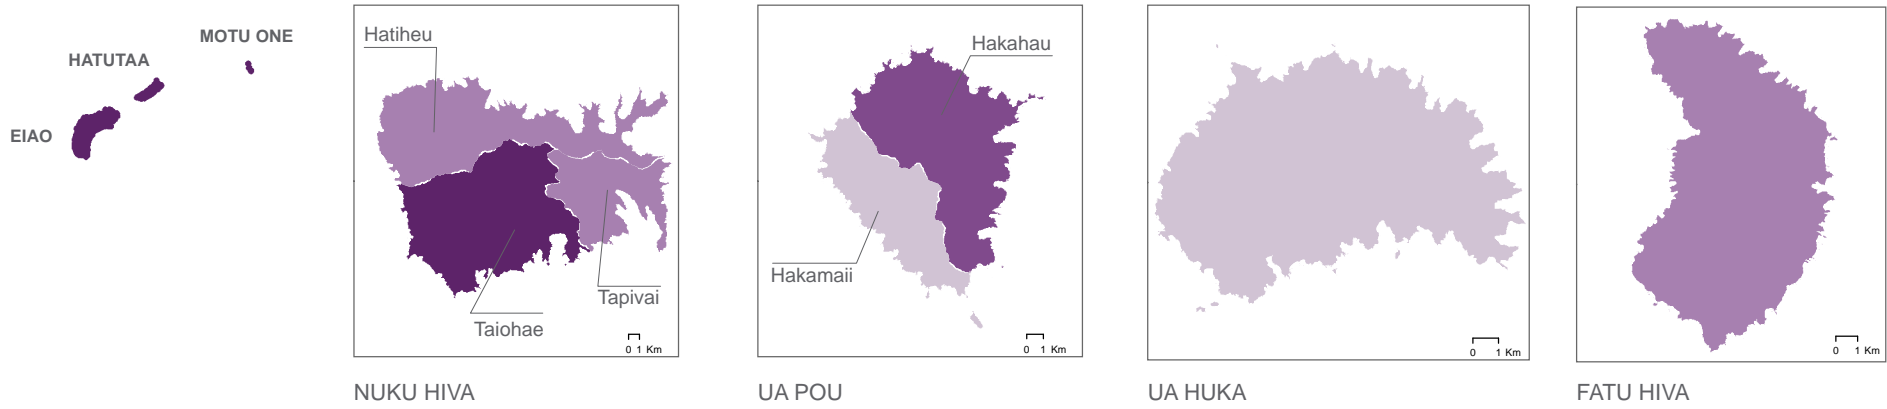 MOTU ONE
HATUTAA
EIAO
Hatiheu
Tapivai
Taiohae
0 1 Km
NUKU HIVA
Hakahau
Hakamaii
0 1 Km
UA POU
0 1 Km
UA HUKA
0 1 Km
FATU HIVA